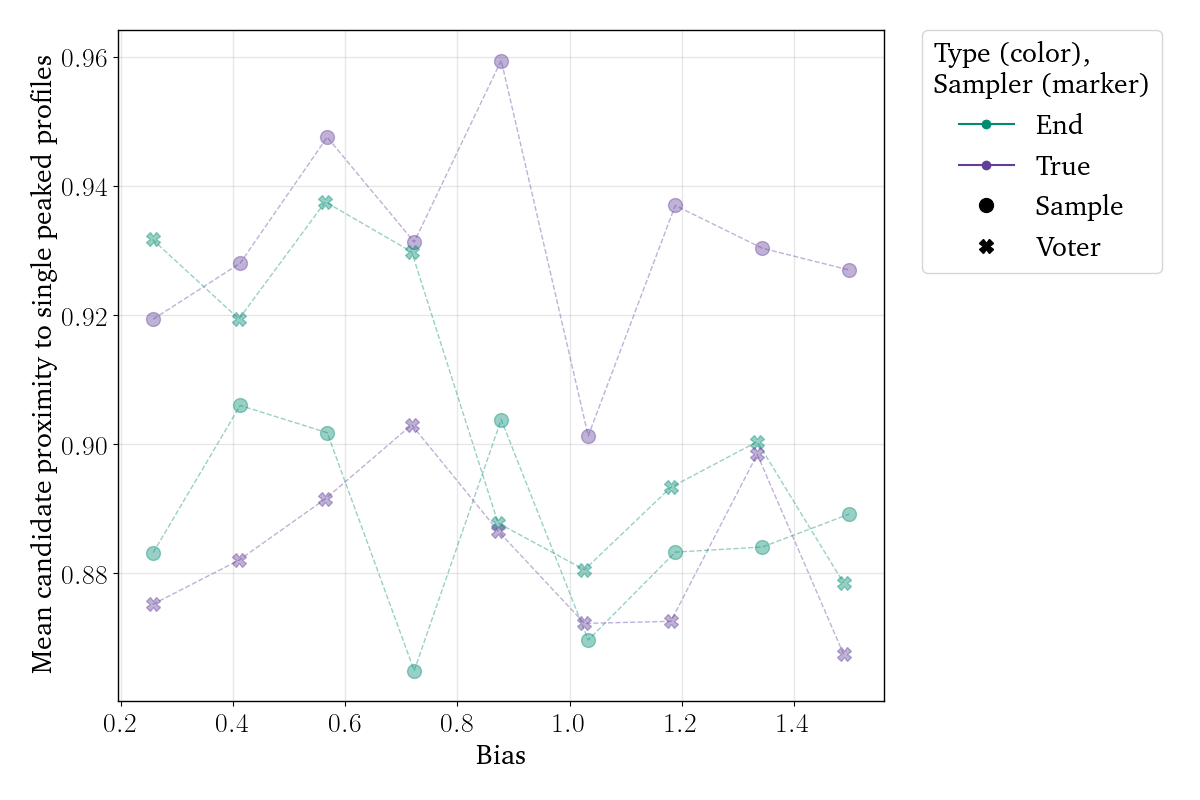 Mean candidate proximity to single peaked profiles
0.96
0.94
0.92
0.90
0.88
0.2
0.4
0.6
0.8
1.0
1.2
1.4
Bias
Type (color),
Sampler (marker)
End
True
Sample
Voter